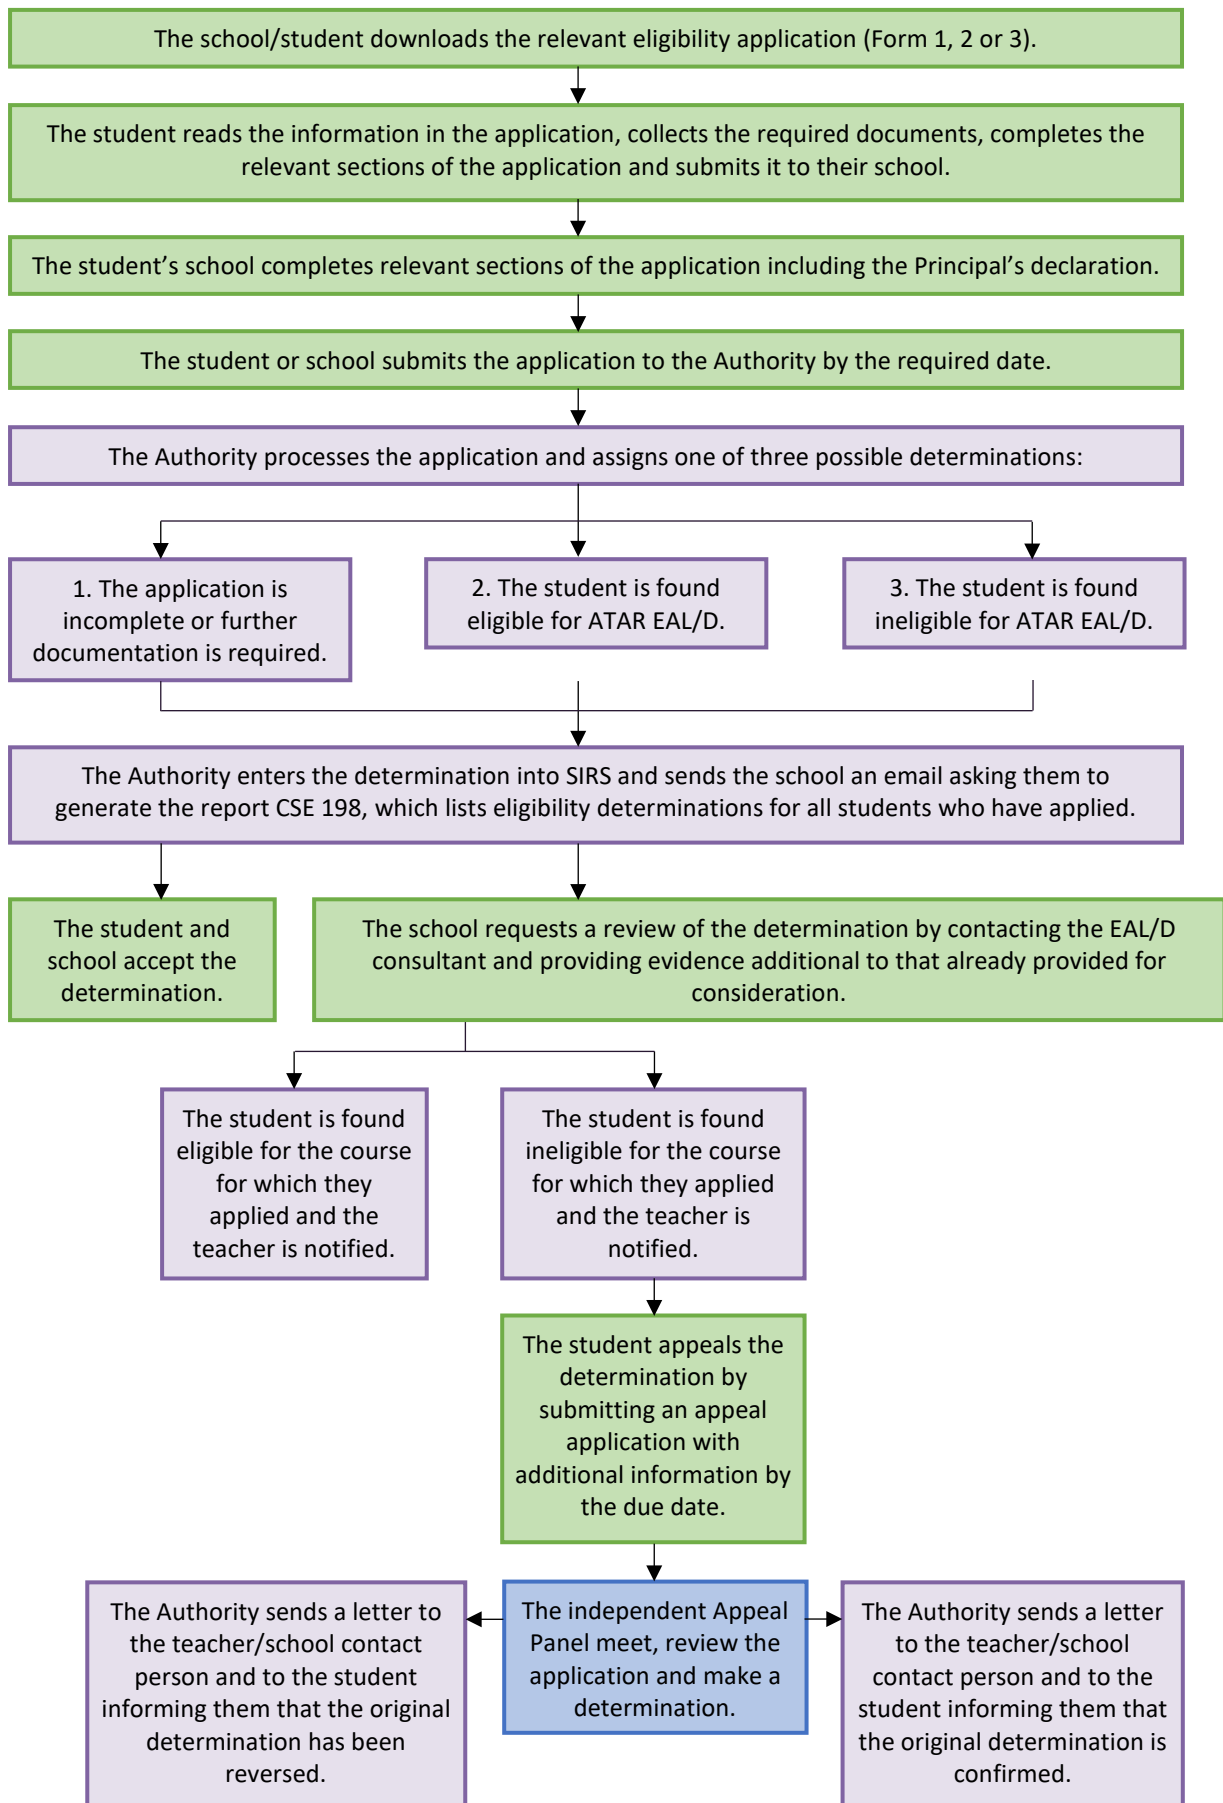 The school/student downloads the relevant eligibility application (Form 1, 2 or 3).
The student reads the information in the application, collects the required documents, completes the
relevant sections of the application and submits it to their school.
The student’s school completes relevant sections of the application including the Principal’s declaration.
The student or school submits the application to the Authority by the required date.
The Authority processes the application and assigns one of three possible determinations:
1. The application is
incomplete or further
documentation is required.
2. The student is found
eligible for ATAR EAL/D.
3. The student is found
ineligible for ATAR EAL/D.
The Authority enters the determination into SIRS and sends the school an email asking them to
generate the report CSE 198, which lists eligibility determinations for all students who have applied.
The student and
school accept the
determination.
The school requests a review of the determination by contacting the EAL/D
consultant and providing evidence additional to that already provided for
consideration.
The student is found
eligible for the course
for which they
applied and the
teacher is notified.
The student is found
ineligible for the course
for which they applied
and the teacher is
notified.
The student appeals the
determination by
submitting an appeal
application with
additional information by
the due date.
The Authority sends a letter to
the teacher/school contact
person and to the student
informing them that the original
determination has been
reversed.
The independent Appeal
Panel meet, review the
application and make a
determination.
The Authority sends a letter
to the teacher/school
contact person and to the
student informing them that
the original determination is
confirmed.